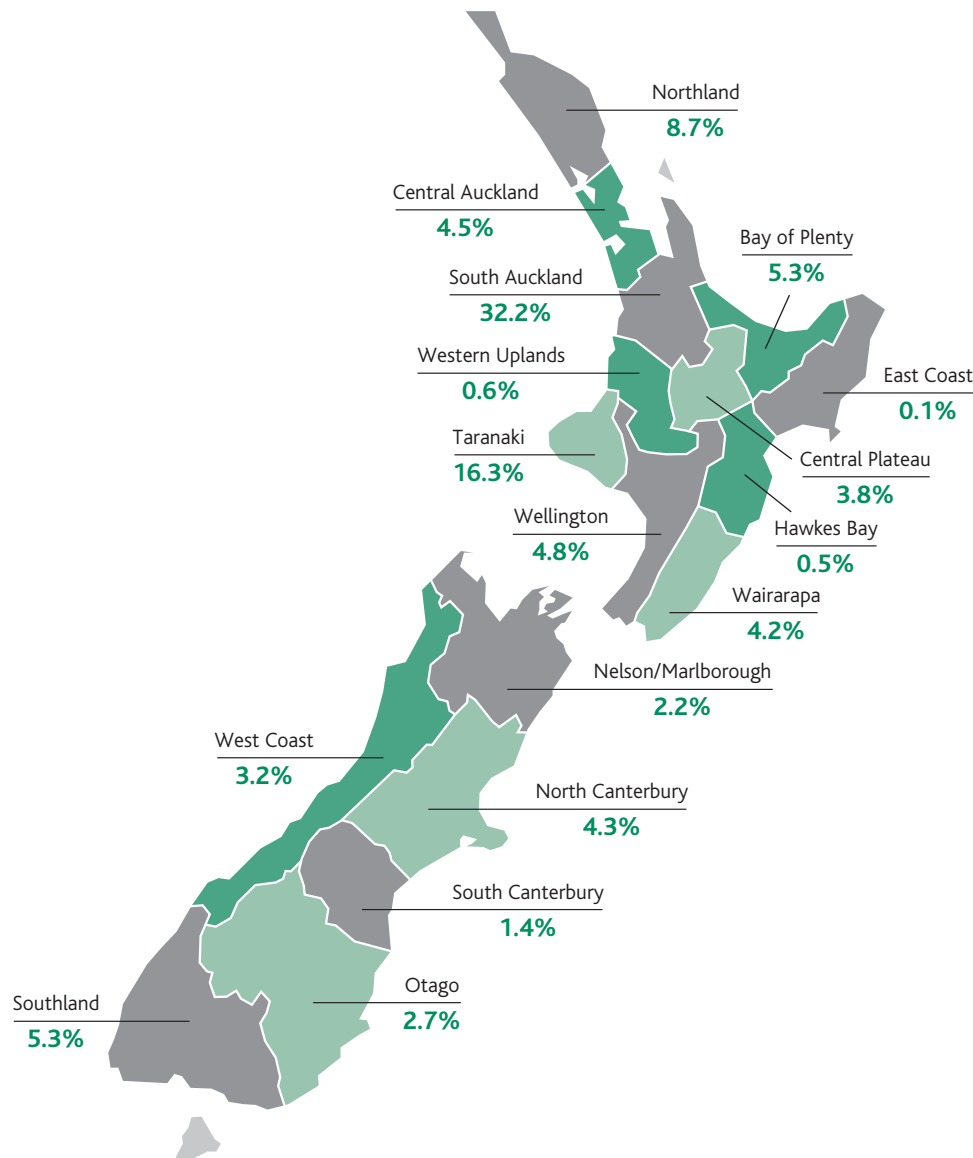 Northland
8.7%
Central Auckland
4.5%
Bay of Plenty
5.3%
South Auckland
32.2%
Western Uplands
0.6%
East Coast
0.1%
Taranaki
16.3%
Central Plateau
3.8%
Wellington
4.8%
Hawkes Bay
0.5%
Wairarapa
4.2%
Nelson/Marlborough
2.2%
West Coast
3.2%
North Canterbury
4.3%
South Canterbury
1.4%
Otago
2.7%
Southland
5.3%